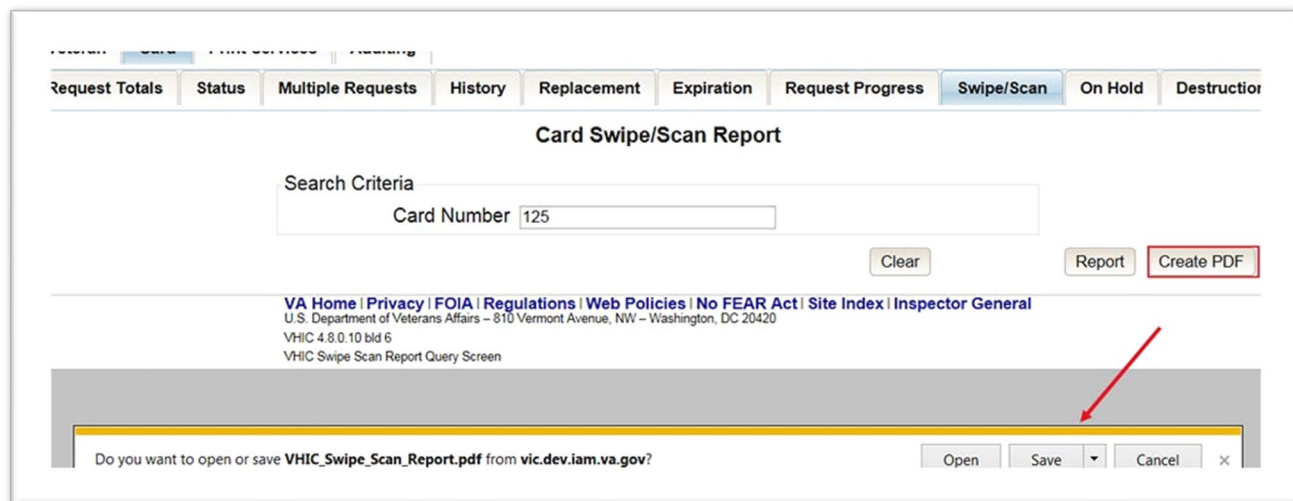 Card
Request Totals Status Multiple Requests History Replacement Expiration Request Progress Swipe/Scan On Hold Destruction
Card Swipe/Scan Report
Search Criteria
Card Number 125
Clear Report Create PDF
VA Home | Privacy | FOIA | Regulations | Web Policies | No FEAR Act | Site Index | Inspector General
U.S. Department of Veterans Affairs – 810 Vermont Avenue, NW – Washington, DC 20420
VHIC 4.8.0.10 bld 6
VHIC Swipe Scan Report Query Screen
Do you want to open or save VHIC_Swipe_Scan_Report.pdf from vic.dev.iam.va.gov? Open Save Cancel